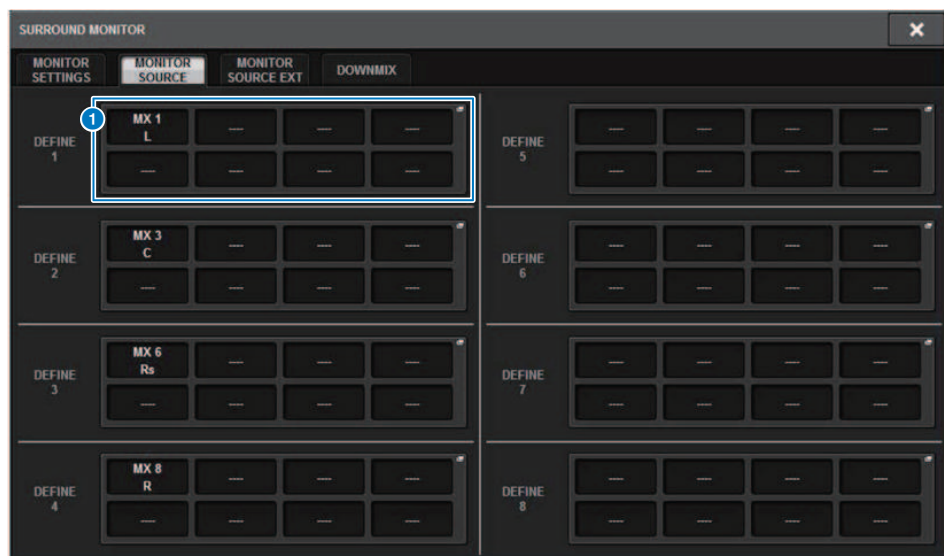 SURROUND MONITOR
MONITOR
SETTINGS
MONITOR
SOURCE
MONITOR
SOURCE EXT
DOWNMIX
1
DEFINE
1
MX 1
L
---- ---- ----
---- ---- ---- ----
DEFINE
2
MX 3
C
---- ---- ----
---- ---- ---- ----
DEFINE
3
MX 6
Rs
---- ---- ----
---- ---- ---- ----
DEFINE
4
MX 8
R
---- ---- ----
---- ---- ---- ----
DEFINE
5
---- ---- ---- ----
---- ---- ---- ----
DEFINE
6
---- ---- ---- ----
---- ---- ---- ----
DEFINE
7
---- ---- ---- ----
---- ---- ---- ----
DEFINE
8
---- ---- ---- ----
---- ---- ---- ----